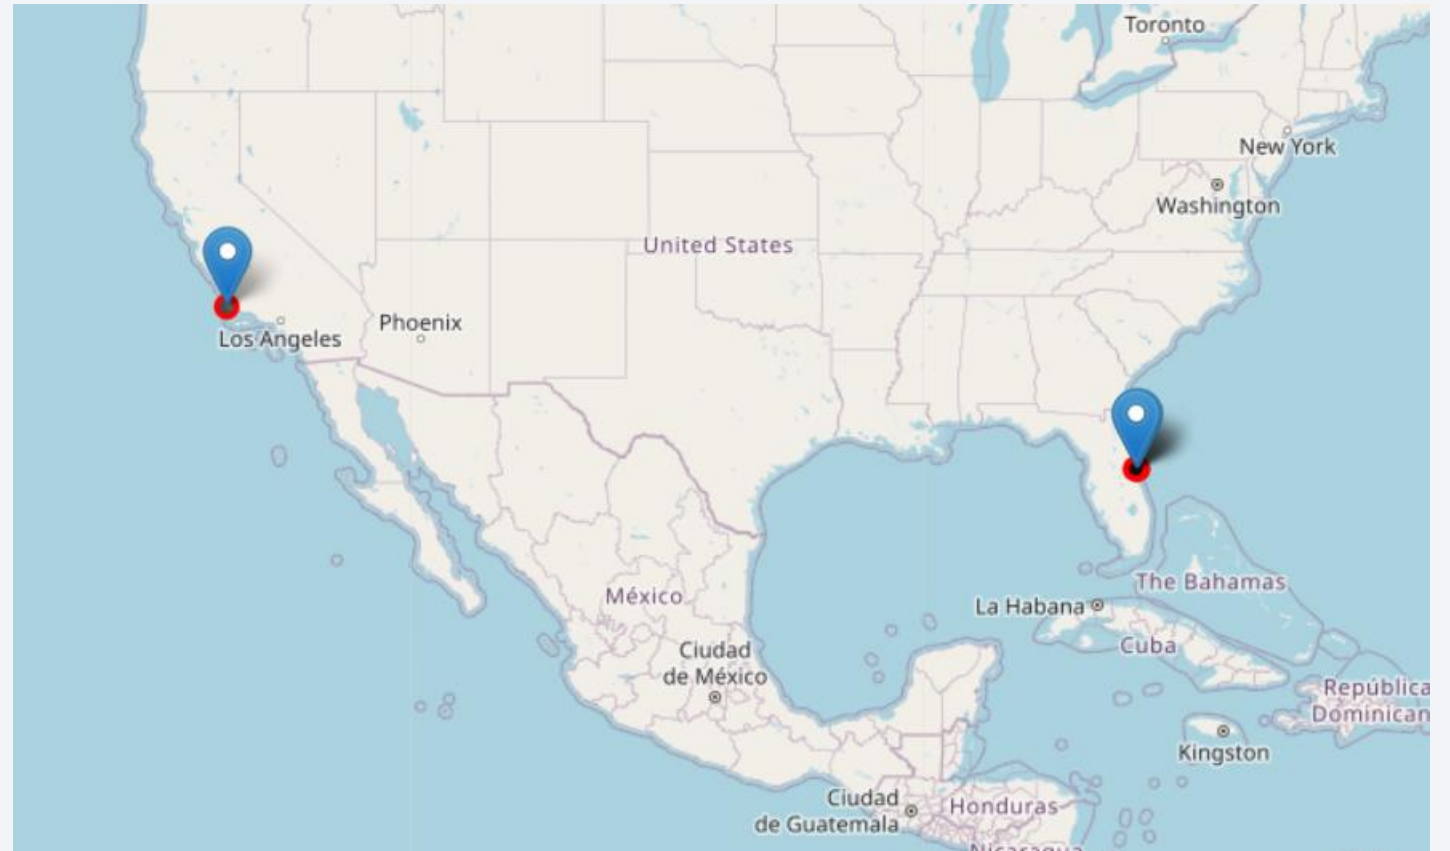 Toronto
New York
Washington
United States
Los Angeles
Phoenix
The Bahamas
La Habana
México
Cuba
Ciudad
de México
República
Dominican
Kingston
Ciudad
de Guatemala
Honduras
Nicaragua